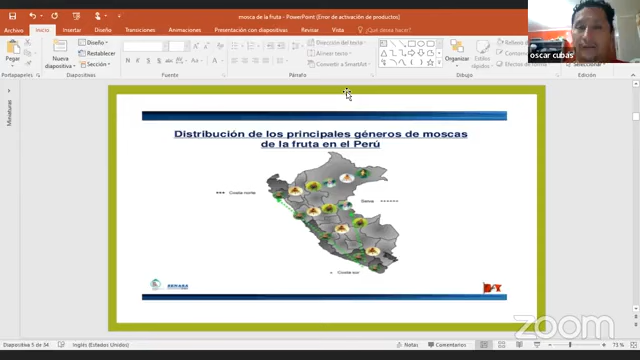 mosca de la fruta - PowerPoint (Error de activación de productos)
Archivo Inicio Insertar Diseño Transiciones Animaciones Presentación con diapositivas Revisar Vista ¿Qué desea hacer?
oscar cubas
Pegar
Nueva diapositiva
Diseño
Restablecer
Sección
N K S
Dirección del texto
Alinear texto
Convertir a SmartArt
Organizar
Seleccionar
Portapapeles Diapositivas Fuente Párrafo Dibujo Edición
Miniaturas
Distribución de los principales géneros de moscas
de la fruta en el Perú
Costa norte
Selva
Costa sur
SENASA
zoom
Diapositiva 5 de 34 Inglés (Estados Unidos) Notas Comentarios 73 %